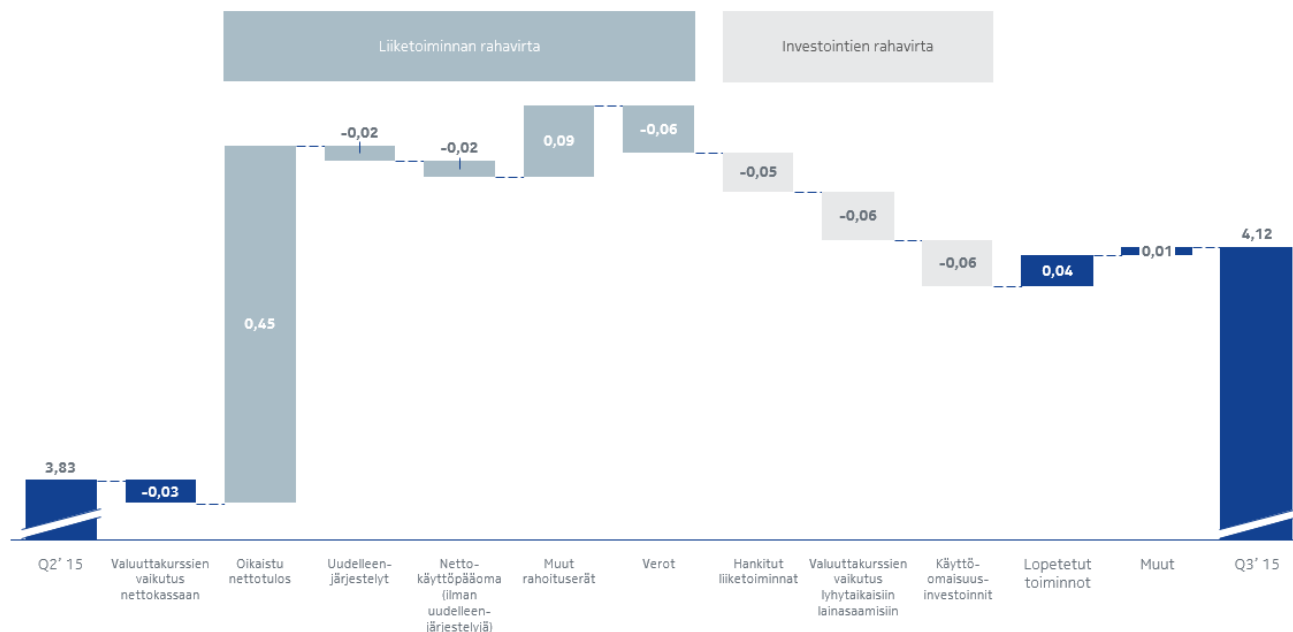 Liiketoiminnan rahavirta
Investointien rahavirta
3,83
-0,03
0,45
-0,02
-0,02
0,09
-0,06
-0,05
-0,06
-0,06
0,04
0,01
4,12
Q2' 15
Valuuttakurssien
vaikutus
nettokassaan
Oikaistu
nettotulos
Uudelleen-
järjestelyt
Netto-
käyttöpääoma
(ilman
uudelleen-
järjestelyjä)
Muut
rahoituserät
Verot
Hankitut
liiketoiminnat
Valuuttakurssien
vaikutus
lyhytaikaisiin
lainasaamisiin
Käyttö-
omaisuus-
investoinnit
Lopetetut
toiminnot
Muut
Q3' 15